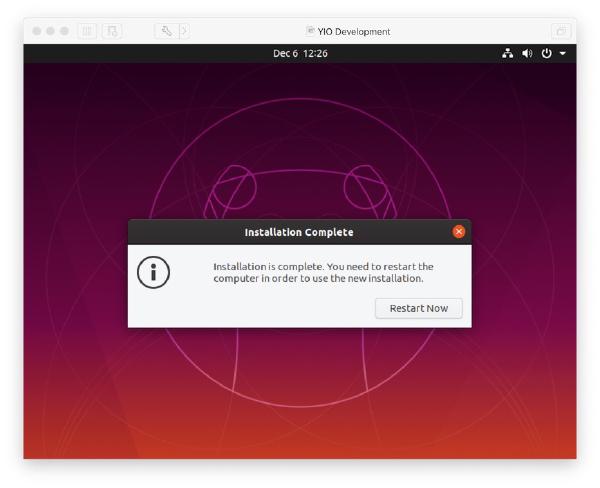 YIO Development
Dec 6 12:26
Installation Complete
Installation is complete. You need to restart the
computer in order to use the new installation.
Restart Now